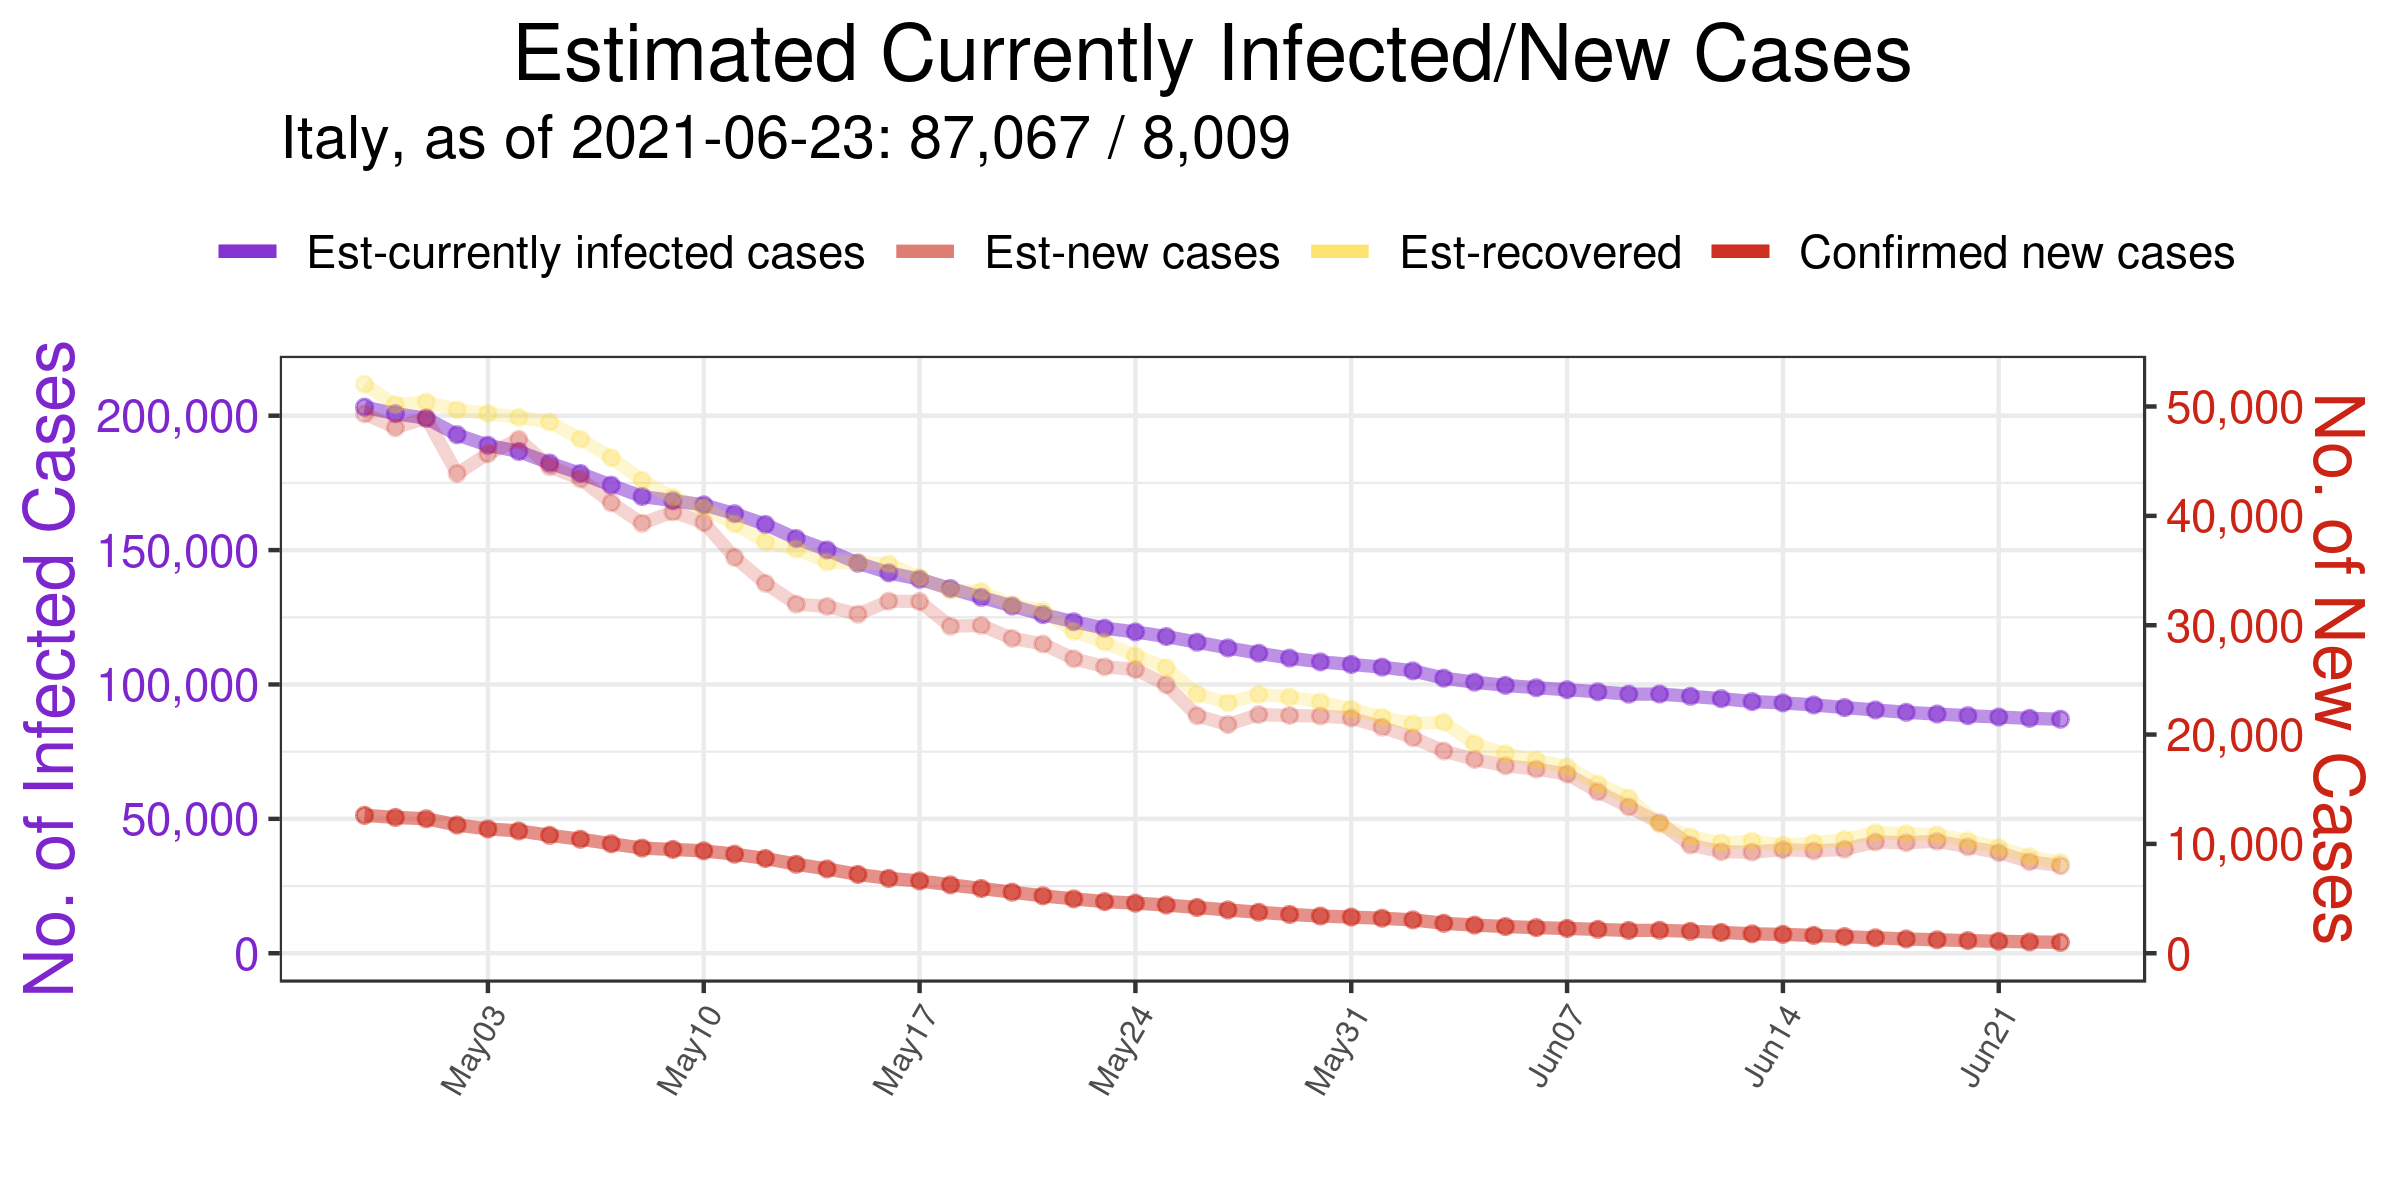 Estimated Currently Infected/New Cases
Italy, as of 2021-06-23: 87,067 / 8,009
Est-currently infected cases Est-new cases Est-recovered Confirmed new cases
No. of Infected Cases
200,000
150,000
100,000
50,000
0
50,000
40,000
30,000
20,000
10,000
0
No. of New Cases
May03 May10 May17 May24 May31 Jun07 Jun14 Jun21